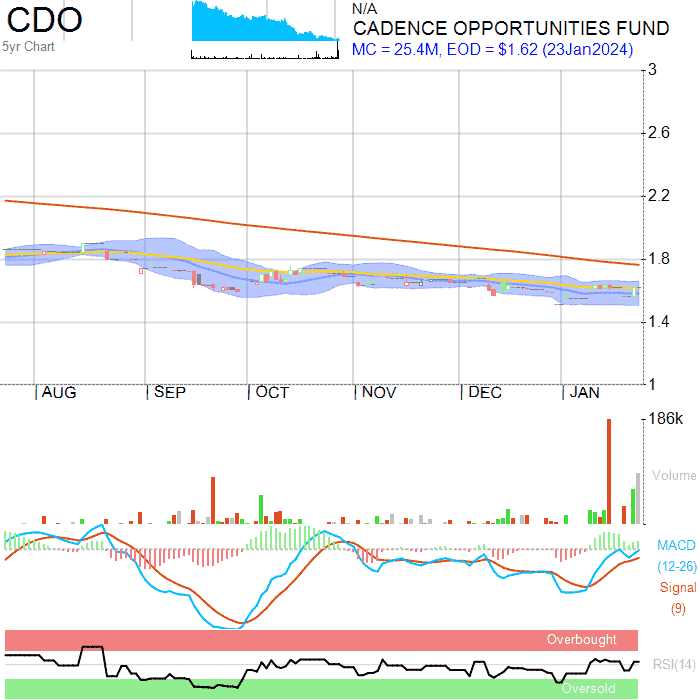 CDO
5yr Chart
N/A
CADENCE OPPORTUNITIES FUND
MC = 25.4M, EOD = $1.62 (23Jan2024)
3
2.6
2.2
1.8
1.4
1
AUG SEP OCT NOV DEC JAN
186k
Volume
MACD
(12-26)
Signal
(9)
Overbought
RSI(14)
Oversold